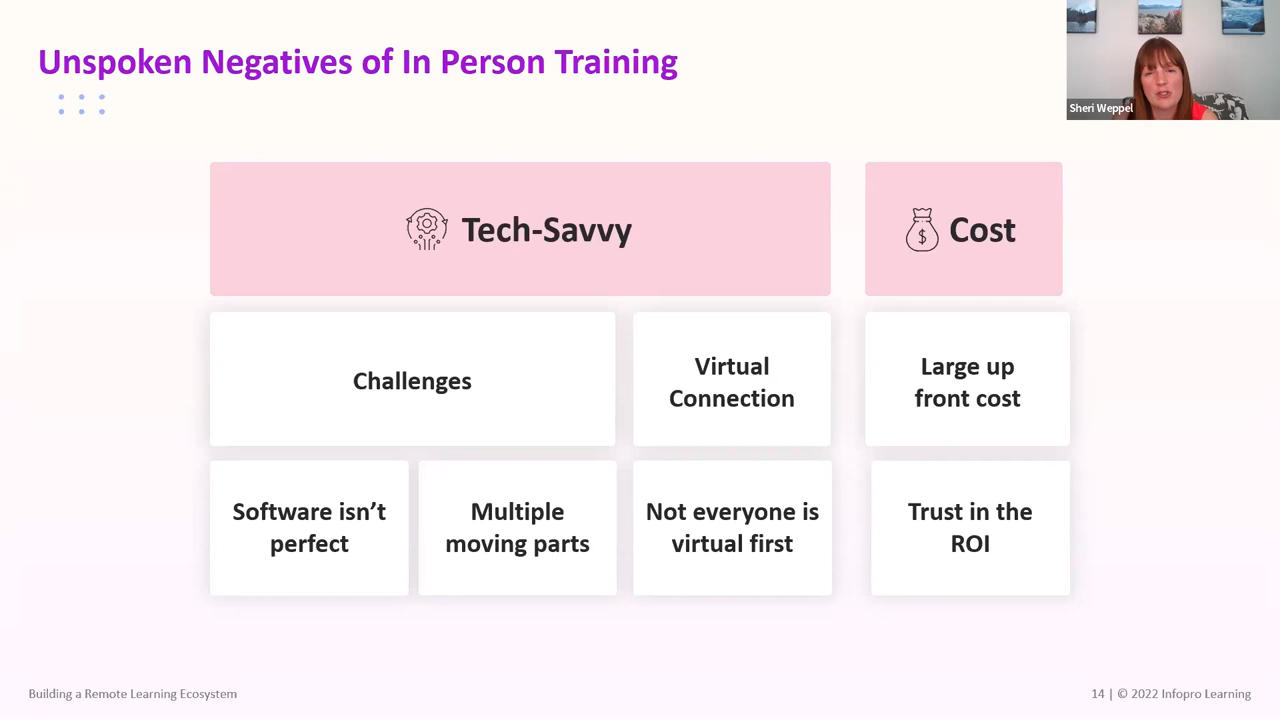 Unspoken Negatives of In Person Training
Sheri Weppel
Tech-Savvy
$ Cost
Challenges
Virtual
Connection
Large up
front cost
Software isn’t
perfect
Multiple
moving parts
Not everyone is
virtual first
Trust in the
ROI
Building a Remote Learning Ecosystem
14 | © 2022 Infopro Learning